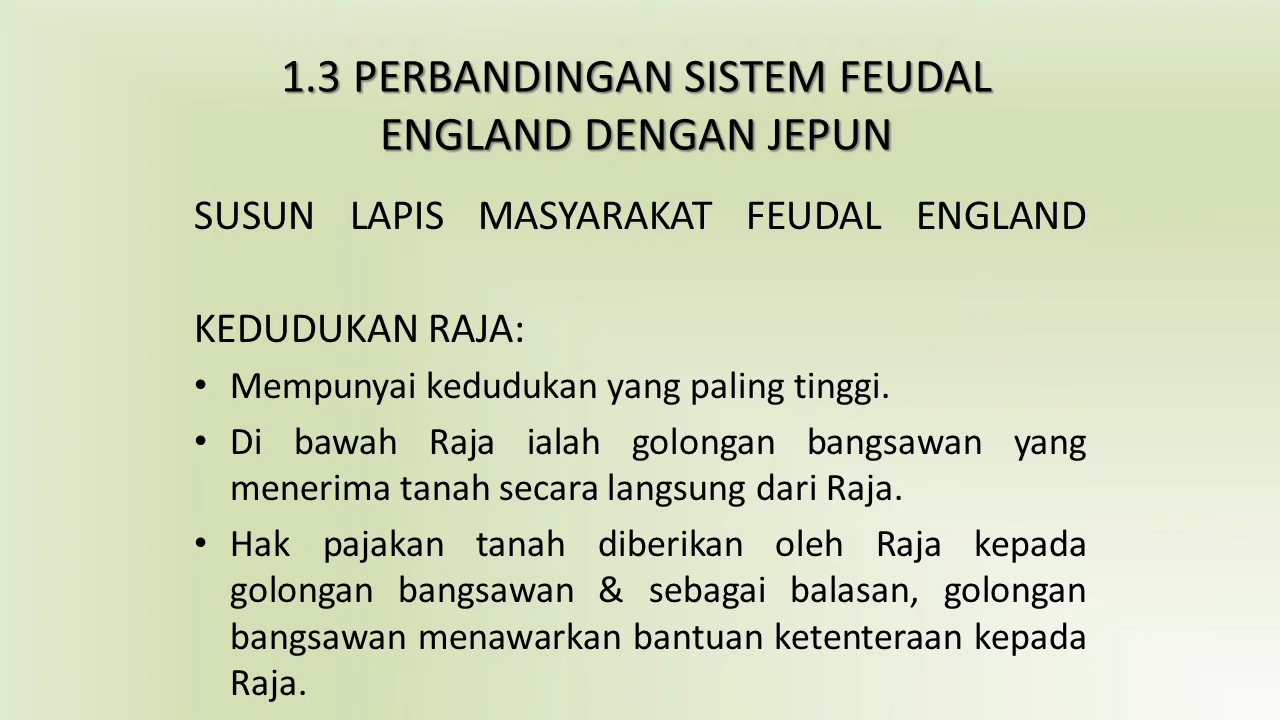 1.3 PERBANDINGAN SISTEM FEUDAL
ENGLAND DENGAN JEPUN
SUSUN LAPIS MASYARAKAT FEUDAL ENGLAND
KEDUDUKAN RAJA:
• Mempunyai kedudukan yang paling tinggi.
• Di bawah Raja ialah golongan bangsawan yang
menerima tanah secara langsung dari Raja.
• Hak pajakan tanah diberikan oleh Raja kepada
golongan bangsawan & sebagai balasan, golongan
bangsawan menawarkan bantuan ketenteraan kepada
Raja.